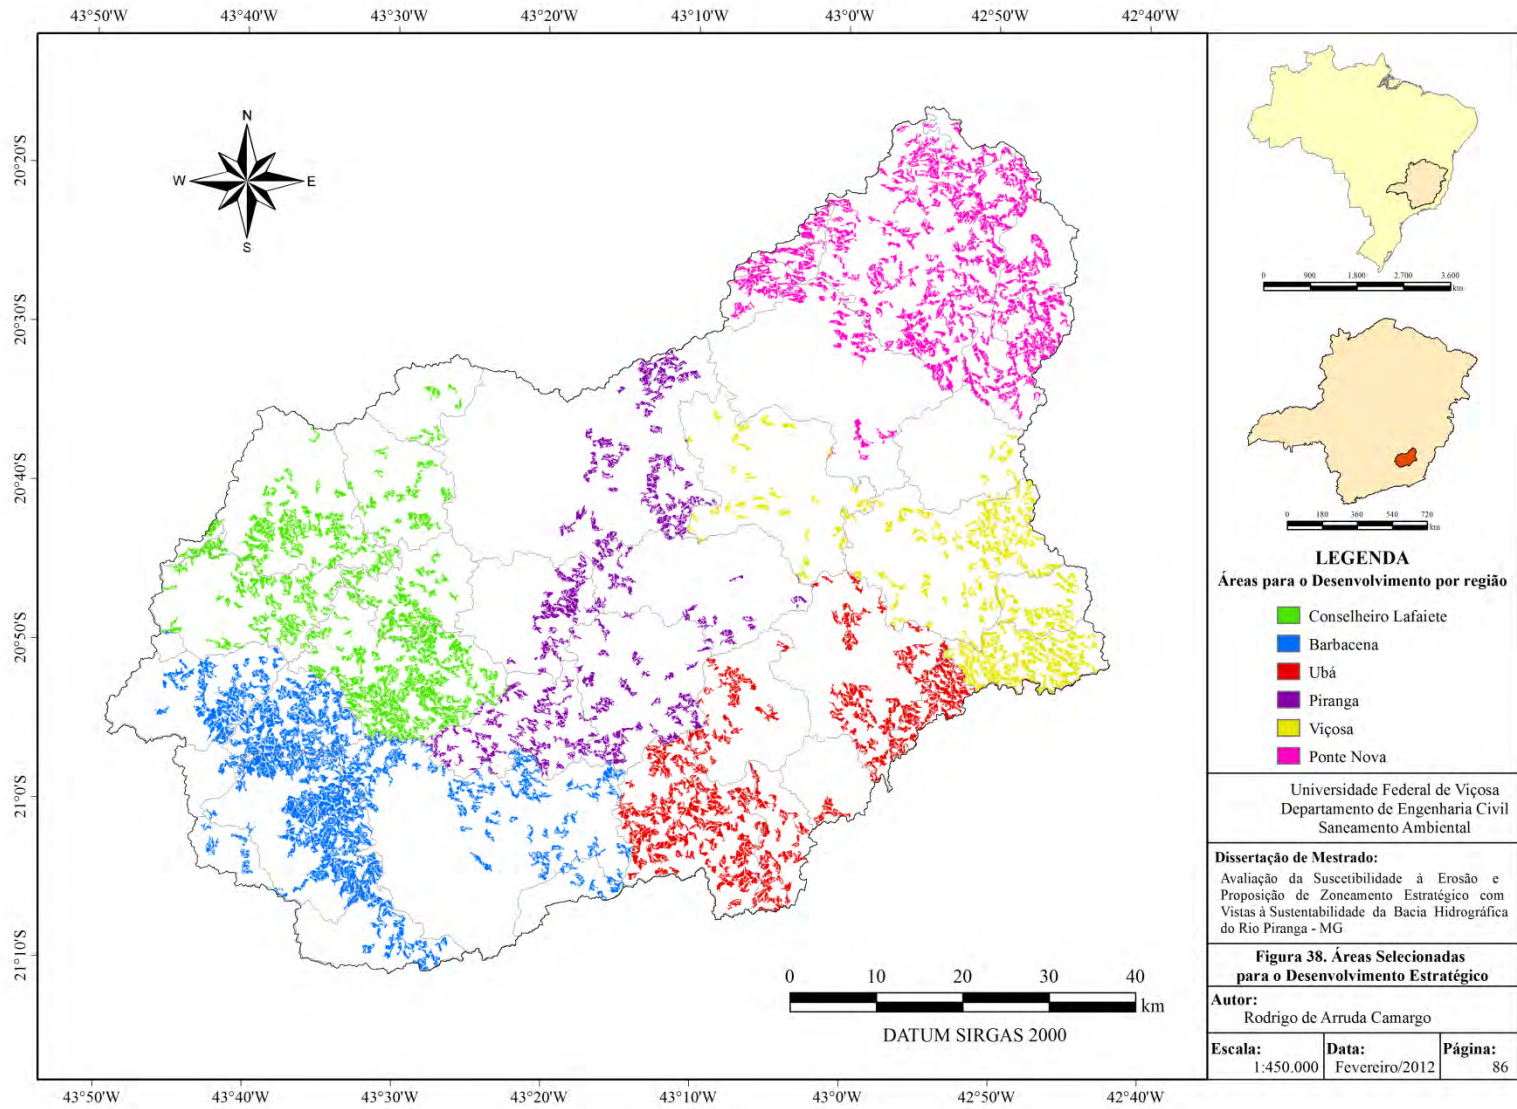 43°50'W 43°40'W 43°30'W 43°20'W 43°10'W 43°0'W 42°50'W 42°40'W
20°20'S
20°30'S
20°40'S
20°50'S
21°0'S
21°10'S
N
W E
S
0 10 20 30 40
km
DATUM SIRGAS 2000
43°50'W 43°40'W 43°30'W 43°20'W 43°10'W 43°0'W 42°50'W 42°40'W
0 900 1.800 2.700 3.600
km
0 180 360 540 720
km
LEGENDA
Áreas para o Desenvolvimento por região
Conselheiro Lafaiete
Barbacena
Ubá
Piranga
Viçosa
Ponte Nova
Universidade Federal de Viçosa
Departamento de Engenharia Civil
Saneamento Ambiental
Dissertação de Mestrado:
Avaliação da Suscetibilidade à Erosão e
Proposição de Zoneamento Estratégico com
Vistas à Sustentabilidade da Bacia Hidrográfica
do Rio Piranga - MG
Figura 38. Áreas Selecionadas
para o Desenvolvimento Estratégico
Autor:
Rodrigo de Arruda Camargo
Escala: Data: Página:
1:450.000 Fevereiro/2012 86